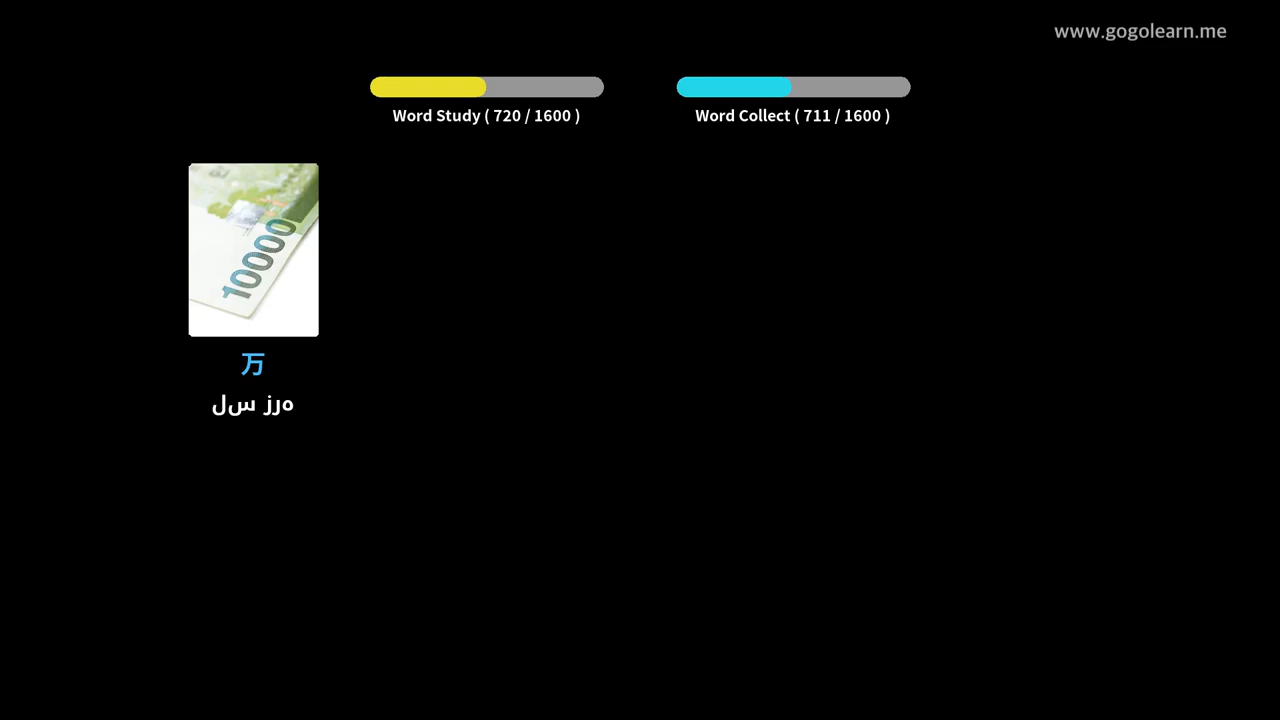 www.gogolearn.me
Word Study ( 720 / 1600 )
Word Collect ( 711 / 1600 )
10000
万
هرز سل